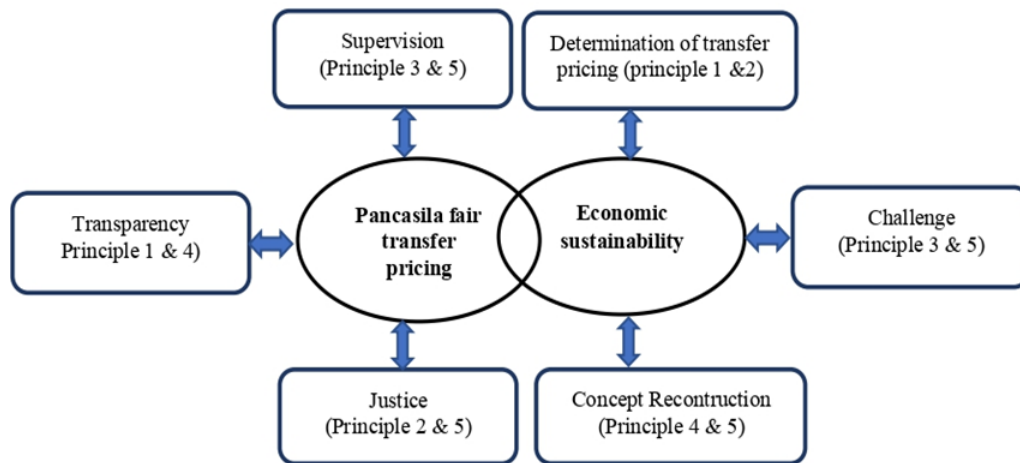 Supervision
(Principle 3 & 5)
Determination of transfer
pricing (principle 1 &2)
Transparency
Principle 1 & 4)
Pancasila fair
transfer
pricing
Economic
sustainability
Challenge
(Principle 3 & 5)
Justice
(Principle 2 & 5)
Concept Recontruction
(Principle 4 & 5)